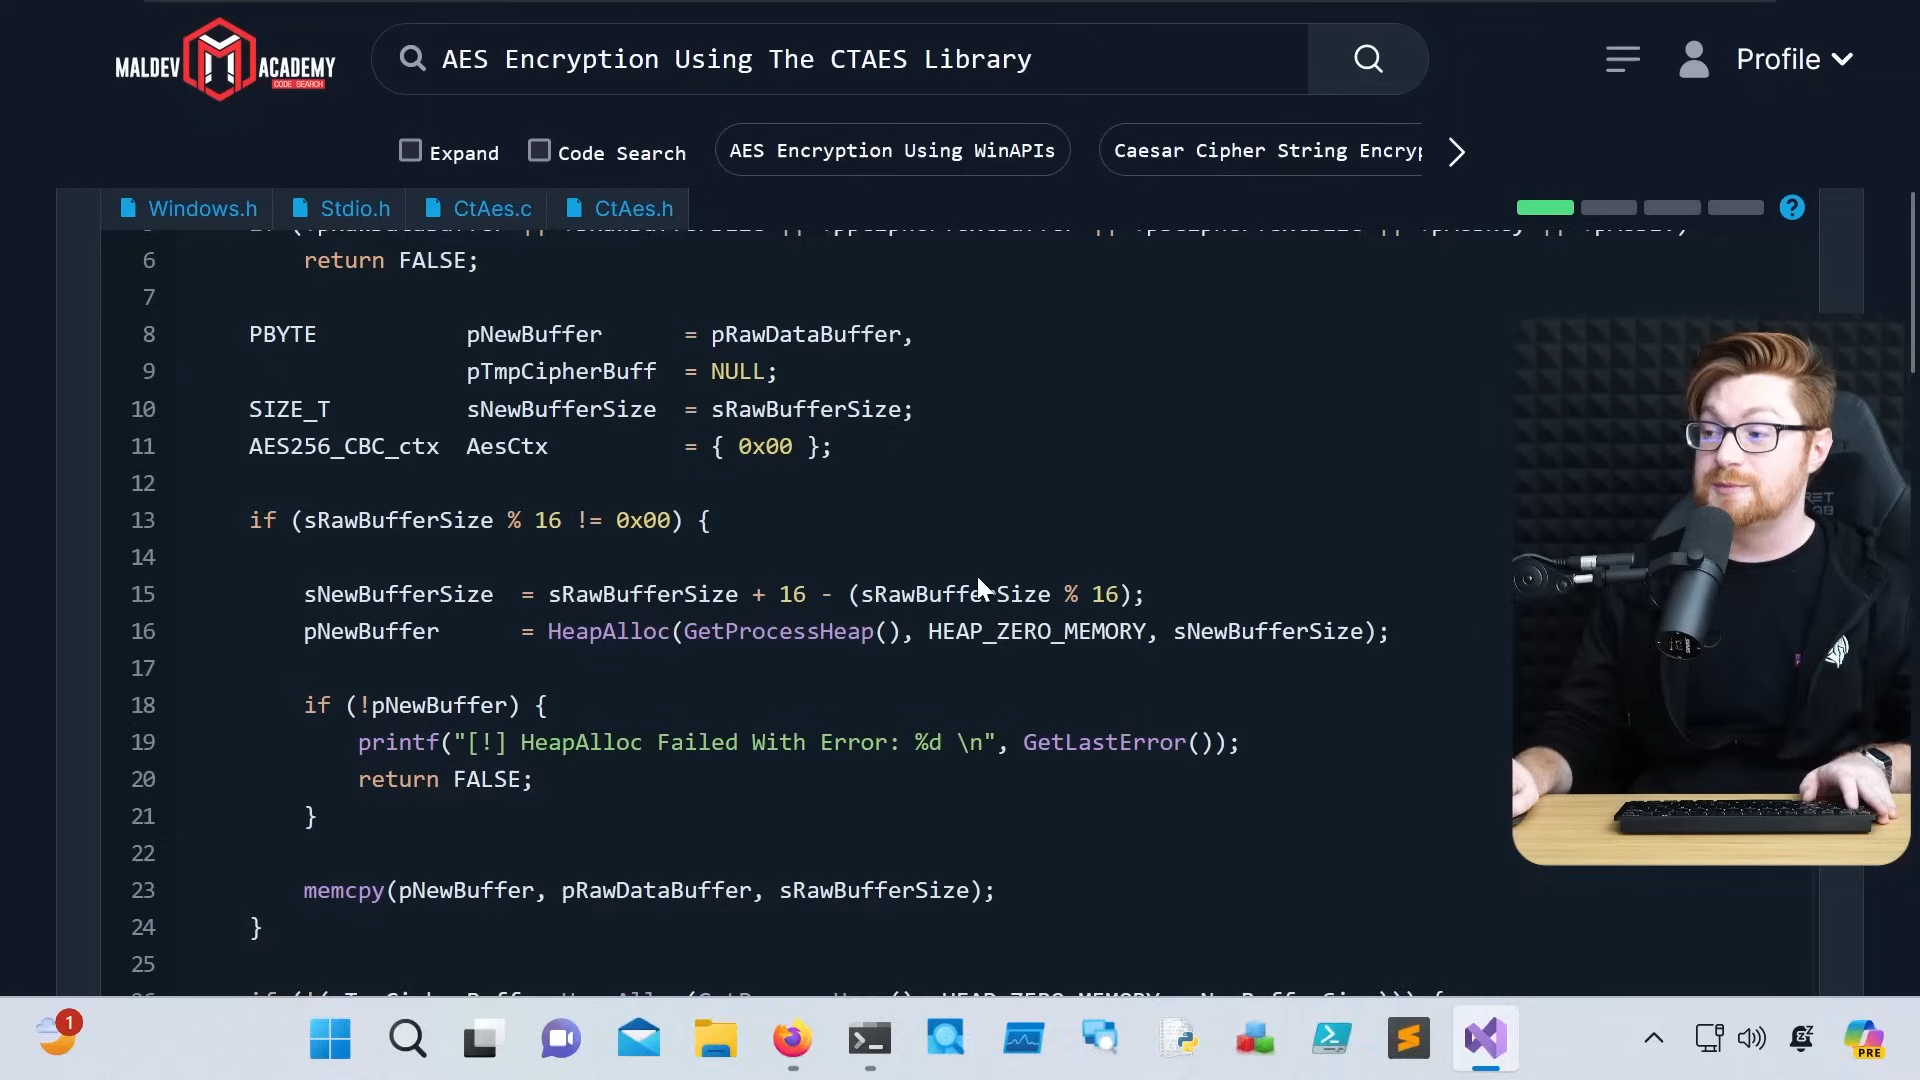 MALDEV ACADEMY
CODE SEARCH
AES Encryption Using The CTAES Library
Profile
Expand
Code Search
AES Encryption Using WinAPIs
Caesar Cipher String Encryp
Windows.h
Stdio.h
CtAes.c
CtAes.h
?
6 return FALSE;
7
8 PBYTE pNewBuffer = pRawDataBuffer,
9 pTmpCipherBuff = NULL;
10 SIZE_T sNewBufferSize = sRawBufferSize;
11 AES256_CBC_ctx AesCtx = { 0x00 };
12
13 if (sRawBufferSize % 16 != 0x00) {
14
15 sNewBufferSize = sRawBufferSize + 16 - (sRawBufferSize % 16);
16 pNewBuffer = HeapAlloc(GetProcessHeap(), HEAP_ZERO_MEMORY, sNewBufferSize);
17
18 if (!pNewBuffer) {
19 printf("[!] HeapAlloc Failed With Error: %d \n", GetLastError());
20 return FALSE;
21 }
22
23 memcpy(pNewBuffer, pRawDataBuffer, sRawBufferSize);
24 }
25
1
PRE